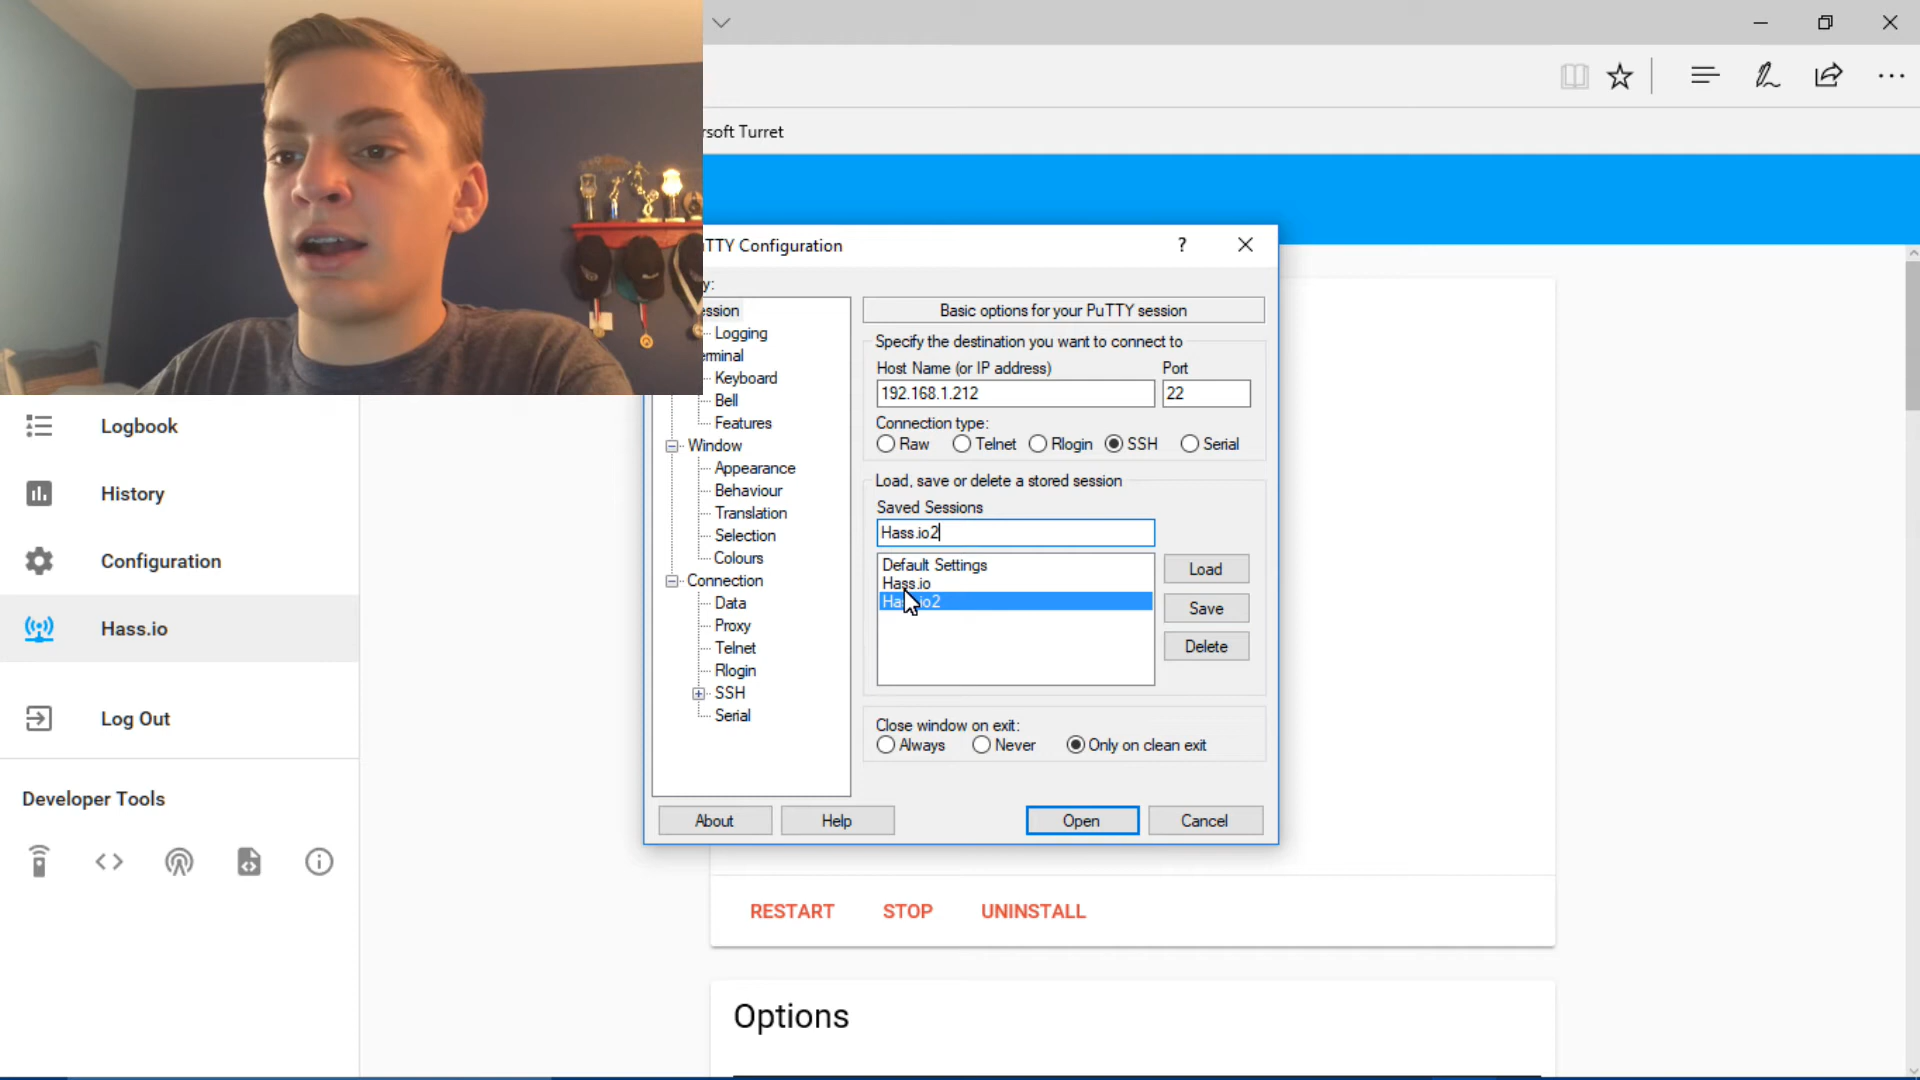 rsoft Turret
TTY Configuration
?
y:
ession
Logging
erminal
Keyboard
Bell
Features
Window
Appearance
Behaviour
Translation
Selection
Colours
Connection
Data
Proxy
Telnet
Rlogin
SSH
Serial
Basic options for your PuTTY session
Specify the destination you want to connect to
Host Name (or IP address)
Port
192.168.1.212
22
Connection type:
Raw
Telnet
Rlogin
SSH
Serial
Load, save or delete a stored session
Saved Sessions
Hass.io2
Default Settings
Hass.io
Hass.io2
Load
Save
Delete
Close window on exit:
Always
Never
Only on clean exit
About
Help
Open
Cancel
Logbook
History
Configuration
Hass.io
Log Out
Developer Tools
RESTART
STOP
UNINSTALL
Options